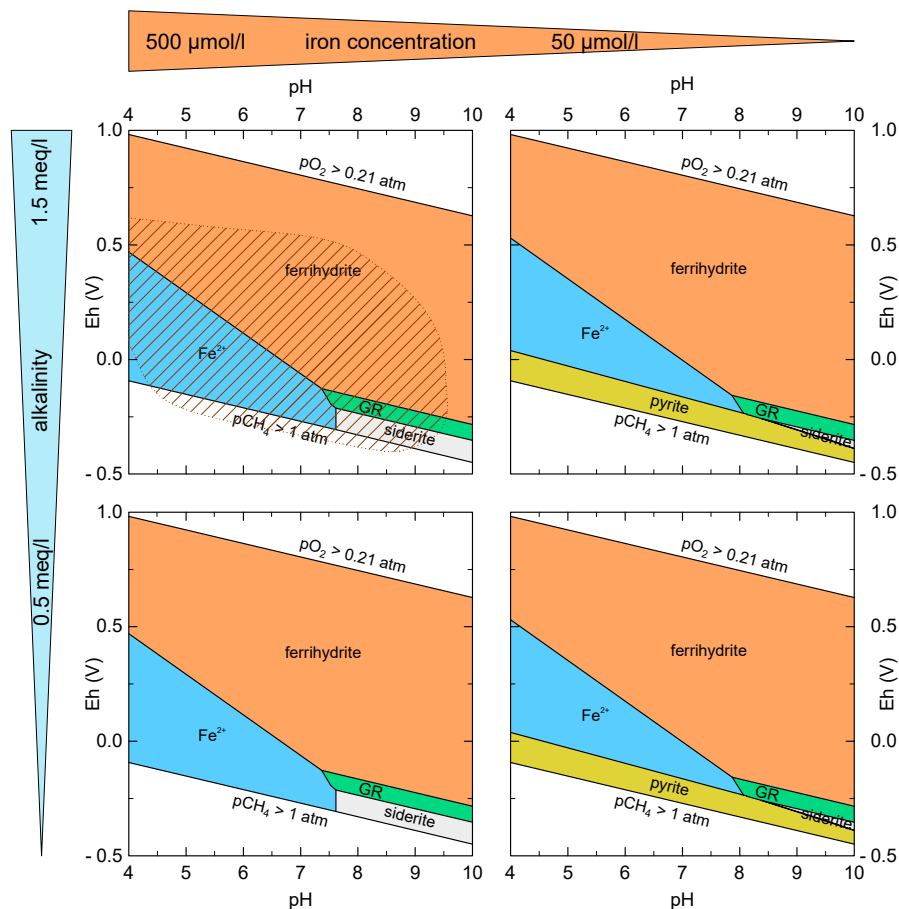 500 µmol/l iron concentration 50 µmol/l
pH pH
4 5 6 7 8 9 10 4 5 6 7 8 9 10
1.5 meq/l
alkalinity
0.5 meq/l
1.0
0.5
0.0
-0.5
Eh (V)
pO₂ > 0.21 atm
ferrihydrite
Fe²⁺
GR
siderite
pCH₄ > 1 atm
pO₂ > 0.21 atm
ferrihydrite
Fe²⁺
pyrite
GR
siderite
pCH₄ > 1 atm
1.0
0.5
0.0
-0.5
Eh (V)
1.0
0.5
0.0
-0.5
Eh (V)
pO₂ > 0.21 atm
ferrihydrite
Fe²⁺
GR
siderite
pCH₄ > 1 atm
pO₂ > 0.21 atm
ferrihydrite
Fe²⁺
pyrite
GR
siderite
pCH₄ > 1 atm
1.0
0.5
0.0
-0.5
Eh (V)
4 5 6 7 8 9 10 4 5 6 7 8 9 10
pH pH